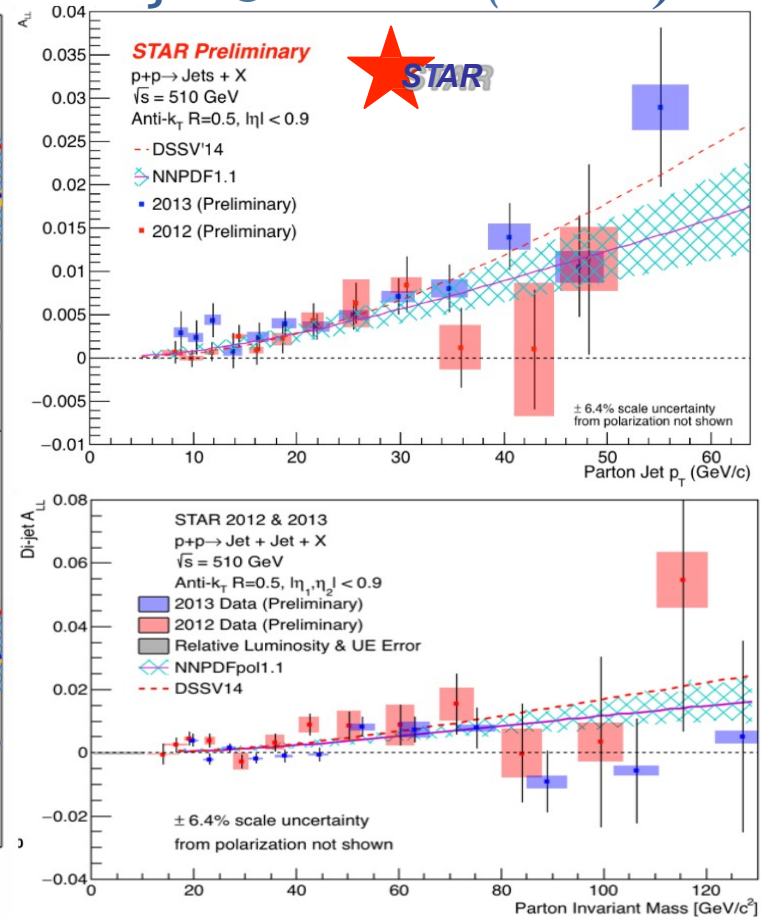 A_LL
0.04
0.03
0.025
0.02
0.015
0.01
0.005
0
−0.005
−0.01
STAR Preliminary
STAR
p+p→ Jets + X
√s = 510 GeV
Anti-k_T R=0.5, |η| < 0.9
DSSV'14
NNPDF1.1
2013 (Preliminary)
2012 (Preliminary)
± 6.4% scale uncertainty
from polarization not shown
0 10 20 30 40 50 60
Parton Jet p_T (GeV/c)
Di-jet A_LL
0.08
0.06
0.04
0.02
0
−0.02
−0.04
STAR 2012 & 2013
p+p→ Jet + Jet + X
√s = 510 GeV
Anti-k_T R=0.5, |η_1,η_2| < 0.9
2013 Data (Preliminary)
2012 Data (Preliminary)
Relative Luminosity & UE Error
NNPDFpol1.1
DSSV14
± 6.4% scale uncertainty
from polarization not shown
0 20 40 60 80 100 120
Parton Invariant Mass [GeV/c²]